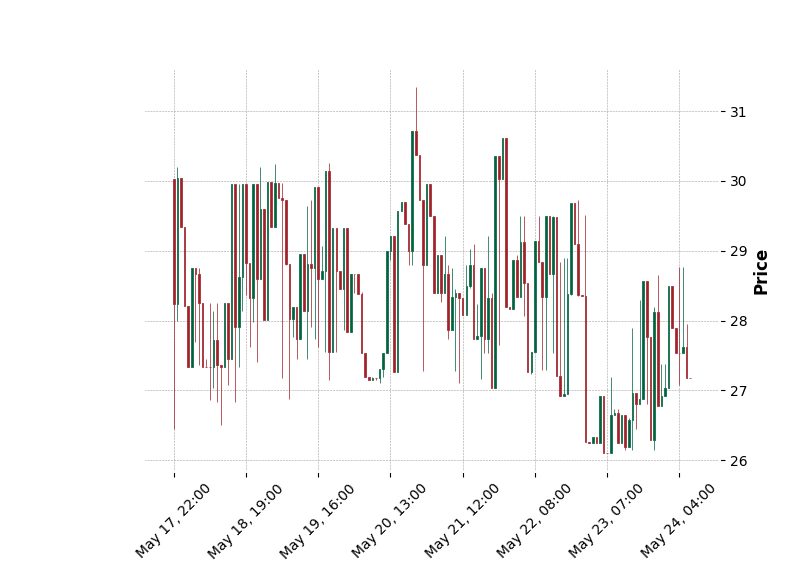 31
30
29
28
27
26
Price
May 17, 22:00
May 18, 19:00
May 19, 16:00
May 20, 13:00
May 21, 12:00
May 22, 08:00
May 23, 07:00
May 24, 04:00